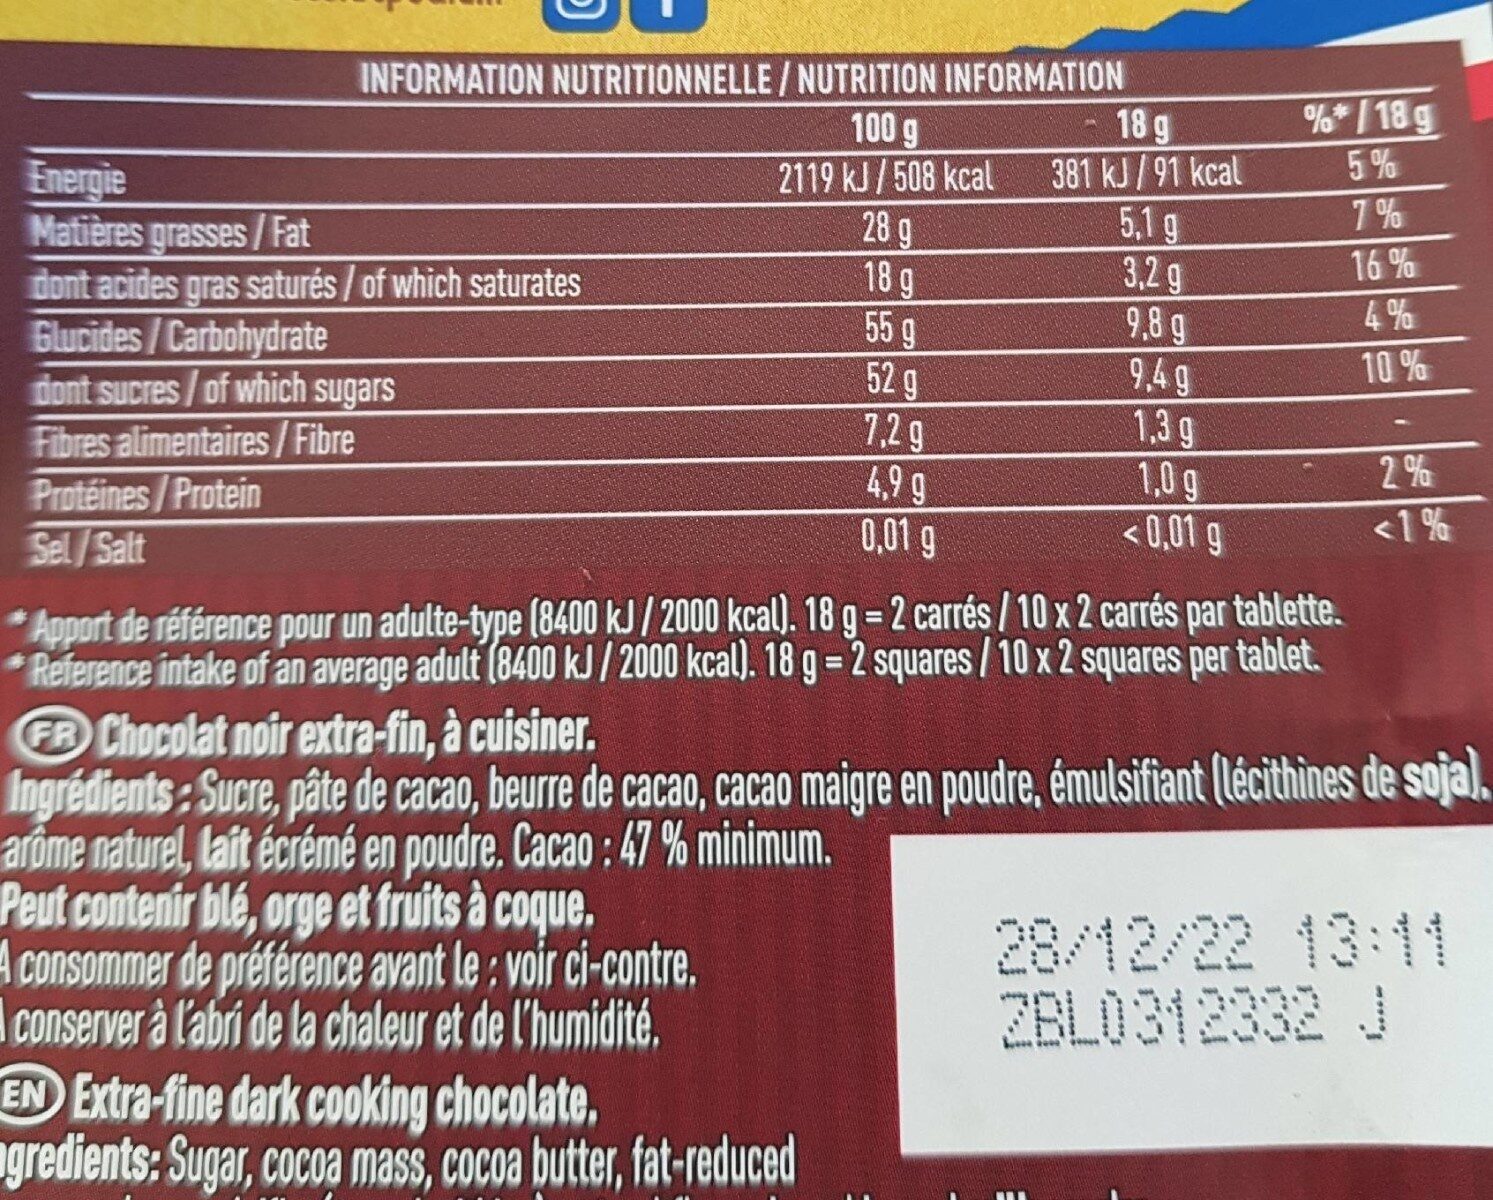 INFORMATION NUTRITIONNELLE / NUTRITION INFORMATION
100 g 18 g %* / 18 g
Energie 2119 kJ / 508 kcal 381 kJ / 91 kcal 5 %
Matières grasses / Fat 28 g 5,1 g 7 %
dont acides gras saturés / of which saturates 18 g 3,2 g 16 %
Glucides / Carbohydrate 55 g 9,8 g 4 %
dont sucres / of which sugars 52 g 9,4 g 10 %
Fibres alimentaires / Fibre 7,2 g 1,3 g -
Protéines / Protein 4,9 g 1,0 g 2 %
Sel / Salt 0,01 g < 0,01 g < 1 %
* Apport de référence pour un adulte-type (8400 kJ / 2000 kcal). 18 g = 2 carrés / 10 x 2 carrés par tablette.
* Reference intake of an average adult (8400 kJ / 2000 kcal). 18 g = 2 squares / 10 x 2 squares per tablet.
FR Chocolat noir extra-fin, à cuisiner.
Ingrédients : Sucre, pâte de cacao, beurre de cacao, cacao maigre en poudre, émulsifiant (lécithines de soja),
arôme naturel, lait écrémé en poudre. Cacao : 47 % minimum.
Peut contenir blé, orge et fruits à coque.
A consommer de préférence avant le : voir ci-contre.
A conserver à l'abri de la chaleur et de l'humidité.
28/12/22 13:11
ZBL0312332 J
EN Extra-fine dark cooking chocolate.
ngredients: Sugar, cocoa mass, cocoa butter, fat-reduced